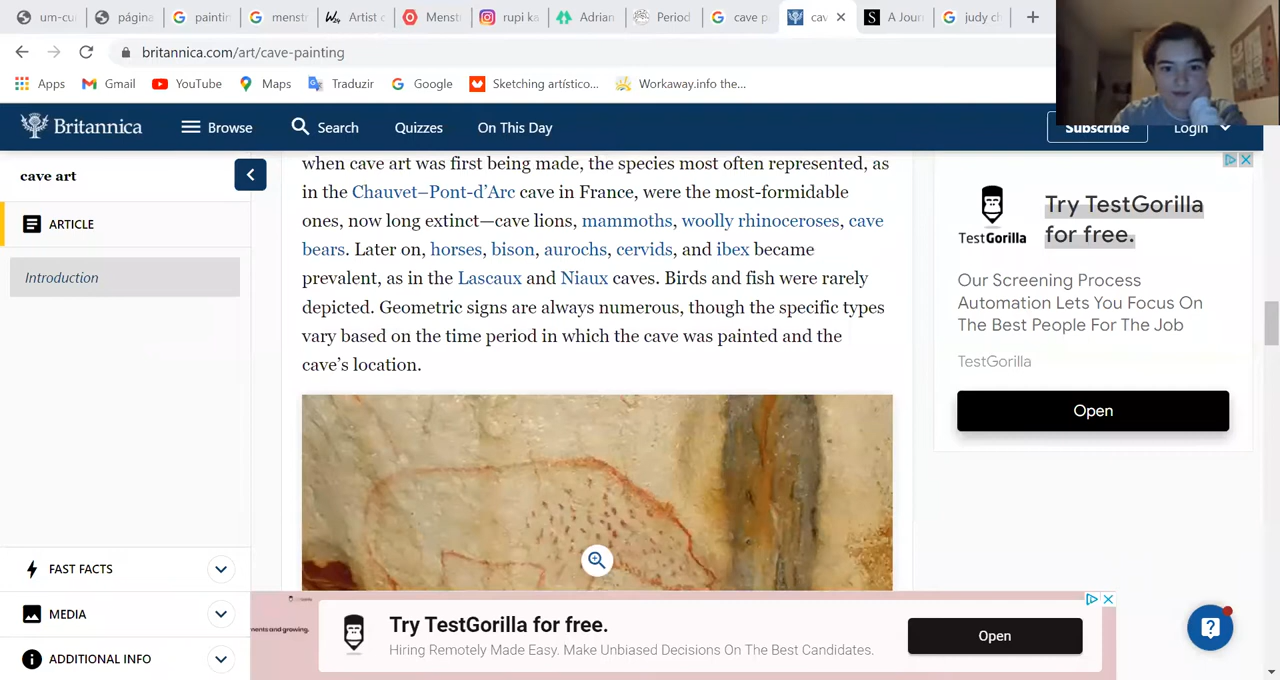 um-cu
página
paintin
menstr
Artist c
Menst
rupi ka
Adrian
Period
cave p
cav
A Jour
judy ch
britannica.com/art/cave-painting
Apps
Gmail
YouTube
Maps
Traduzir
Google
Sketching artístico...
Workaway.info the...
Britannica
Browse
Search
Quizzes
On This Day
Subscribe
Login
cave art
ARTICLE
Introduction
FAST FACTS
MEDIA
ADDITIONAL INFO
when cave art was first being made, the species most often represented, as
in the Chauvet–Pont-d’Arc cave in France, were the most-formidable
ones, now long extinct—cave lions, mammoths, woolly rhinoceroses, cave
bears. Later on, horses, bison, aurochs, cervids, and ibex became
prevalent, as in the Lascaux and Niaux caves. Birds and fish were rarely
depicted. Geometric signs are always numerous, though the specific types
vary based on the time period in which the cave was painted and the
cave’s location.
TestGorilla
Try TestGorilla
for free.
Our Screening Process
Automation Lets You Focus On
The Best People For The Job
TestGorilla
Open
ments and growing.
Try TestGorilla for free.
Hiring Remotely Made Easy. Make Unbiased Decisions On The Best Candidates.
Open